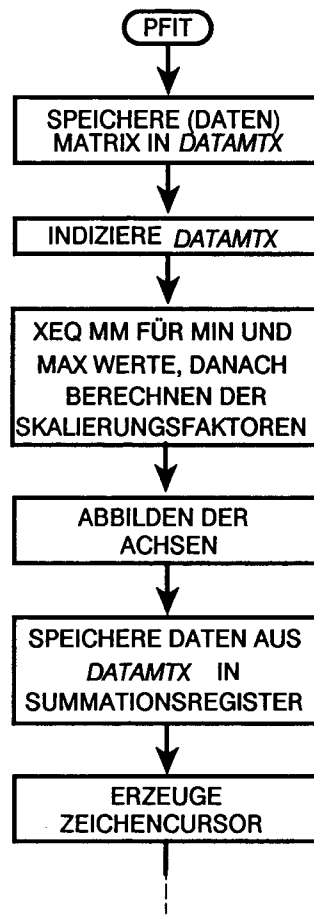 PFIT
SPEICHERE (DATEN)
MATRIX IN DATAMTX
INDIZIERE DATAMTX
XEQ MM FÜR MIN UND
MAX WERTE, DANACH
BERECHNEN DER
SKALIERUNGSFAKTOREN
ABBILDEN DER
ACHSEN
SPEICHERE DATEN AUS
DATAMTX IN
SUMMATIONSREGISTER
ERZEUGE
ZEICHENCURSOR